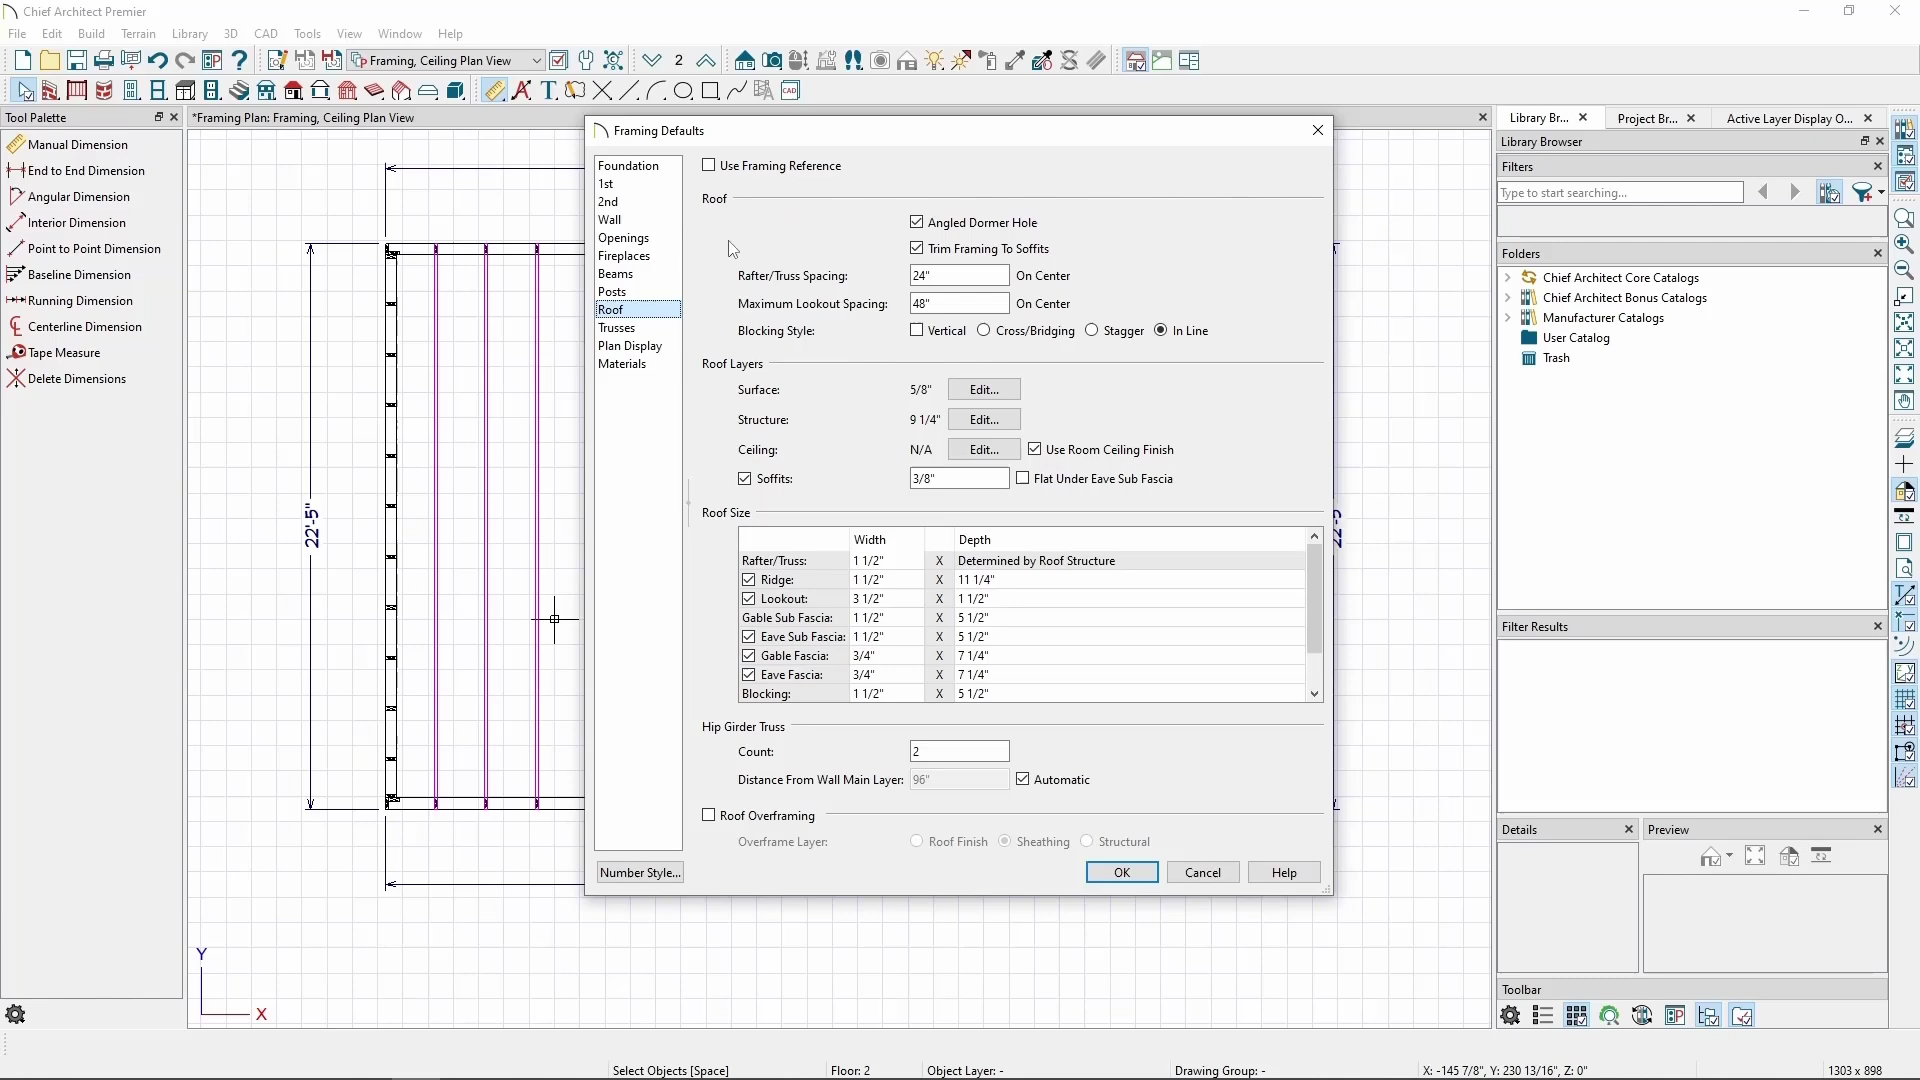 Chief Architect Premier
File Edit Build Terrain Library 3D CAD Tools View Window Help
Framing, Ceiling Plan View
2
CAD
Tool Palette
Manual Dimension
End to End Dimension
Angular Dimension
Interior Dimension
Point to Point Dimension
Baseline Dimension
Running Dimension
Centerline Dimension
Tape Measure
Delete Dimensions
*Framing Plan: Framing, Ceiling Plan View
22'-5"
22'-5
Y
X
Framing Defaults
Foundation
1st
2nd
Wall
Openings
Fireplaces
Beams
Posts
Roof
Trusses
Plan Display
Materials
Use Framing Reference
Roof
Angled Dormer Hole
Trim Framing To Soffits
Rafter/Truss Spacing: 24" On Center
Maximum Lookout Spacing: 48" On Center
Blocking Style: Vertical Cross/Bridging Stagger In Line
Roof Layers
Surface: 5/8" Edit...
Structure: 9 1/4" Edit...
Ceiling: N/A Edit... Use Room Ceiling Finish
Soffits: 3/8" Flat Under Eave Sub Fascia
Roof Size
Width Depth
Rafter/Truss: 1 1/2" X Determined by Roof Structure
Ridge: 1 1/2" X 11 1/4"
Lookout: 3 1/2" X 1 1/2"
Gable Sub Fascia: 1 1/2" X 5 1/2"
Eave Sub Fascia: 1 1/2" X 5 1/2"
Gable Fascia: 3/4" X 7 1/4"
Eave Fascia: 3/4" X 7 1/4"
Blocking: 1 1/2" X 5 1/2"
Hip Girder Truss
Count: 2
Distance From Wall Main Layer: 96" Automatic
Roof Overframing
Overframe Layer: Roof Finish Sheathing Structural
Number Style... OK Cancel Help
Library Br... Project Br... Active Layer Display O...
Library Browser
Filters
Type to start searching...
Folders
Chief Architect Core Catalogs
Chief Architect Bonus Catalogs
Manufacturer Catalogs
User Catalog
Trash
Filter Results
Details
Preview
Toolbar
Select Objects [Space] Floor: 2 Object Layer: - Drawing Group: - X: -145 7/8", Y: 230 13/16", Z: 0" 1303 x 898